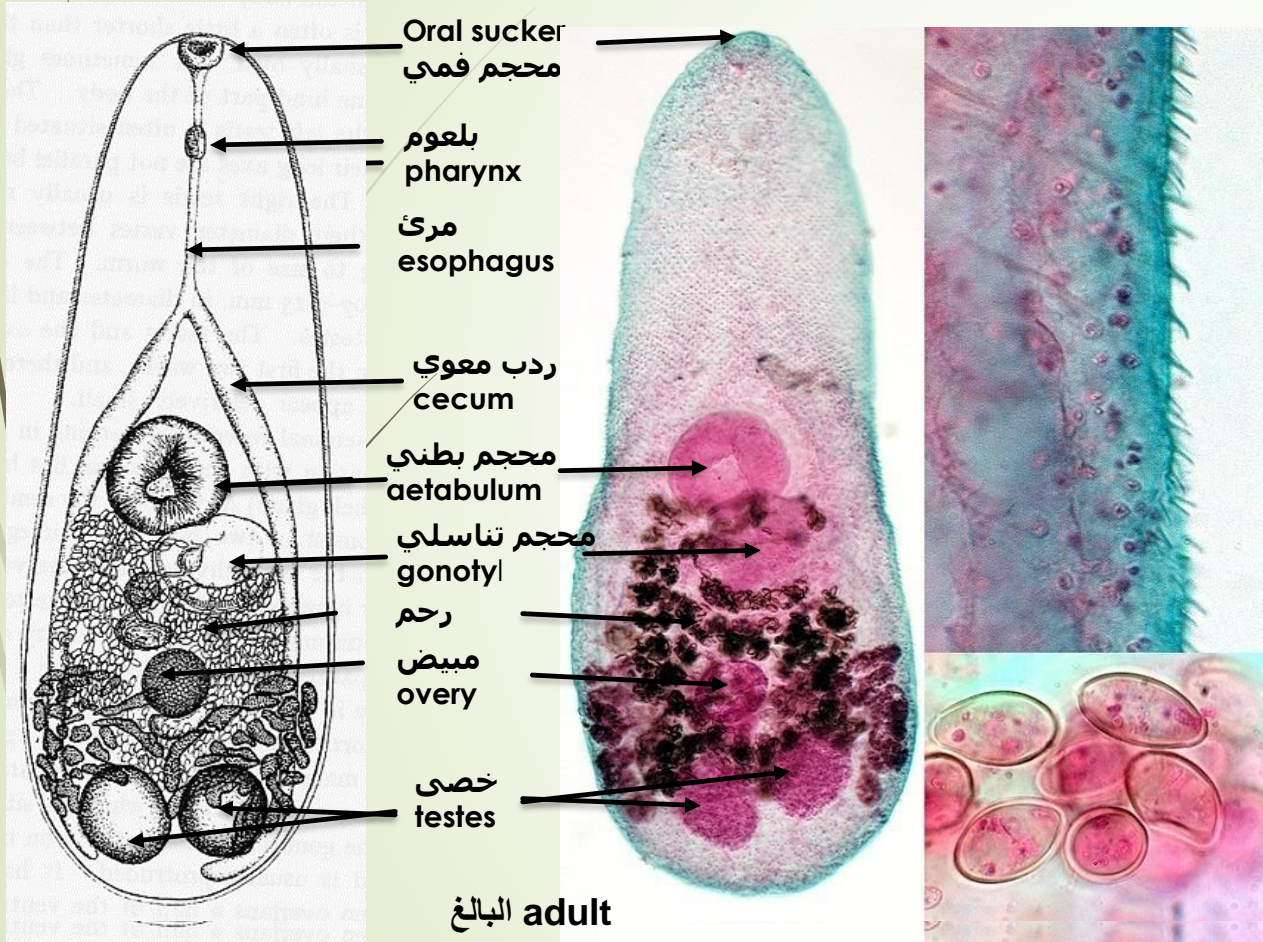 Oral sucker
محجم فمي
بلعوم
pharynx
مرئ
esophagus
ردب معوي
cecum
محجم بطني
aetabulum
محجم تناسلي
gonotyl
رحم
مبيض
overy
خصى
testes
البالغ adult